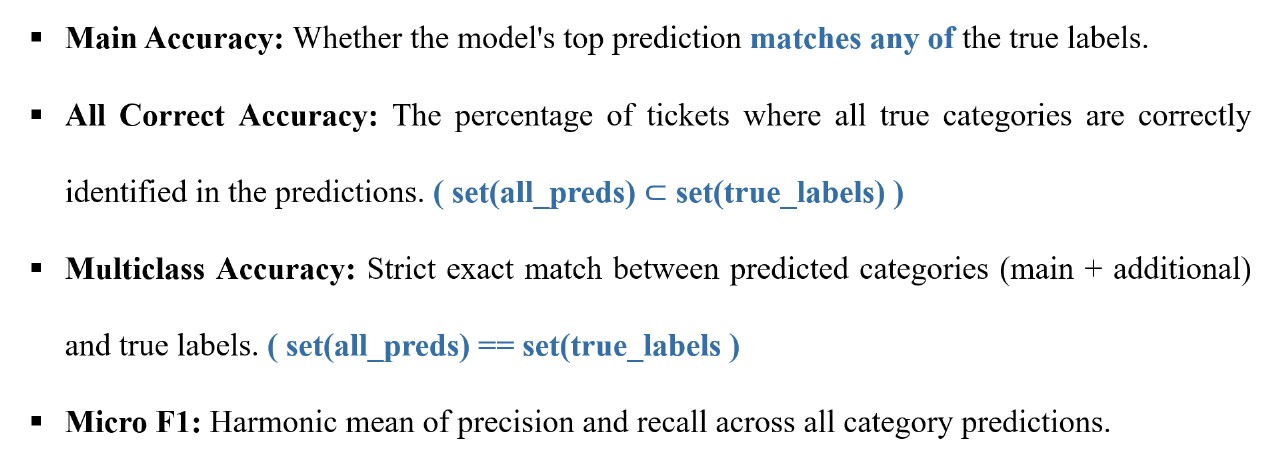 ▪ Main Accuracy: Whether the model's top prediction matches any of the true labels.
▪ All Correct Accuracy: The percentage of tickets where all true categories are correctly
identified in the predictions. ( set(all_preds) ⊂ set(true_labels) )
▪ Multiclass Accuracy: Strict exact match between predicted categories (main + additional)
and true labels. ( set(all_preds) == set(true_labels )
▪ Micro F1: Harmonic mean of precision and recall across all category predictions.